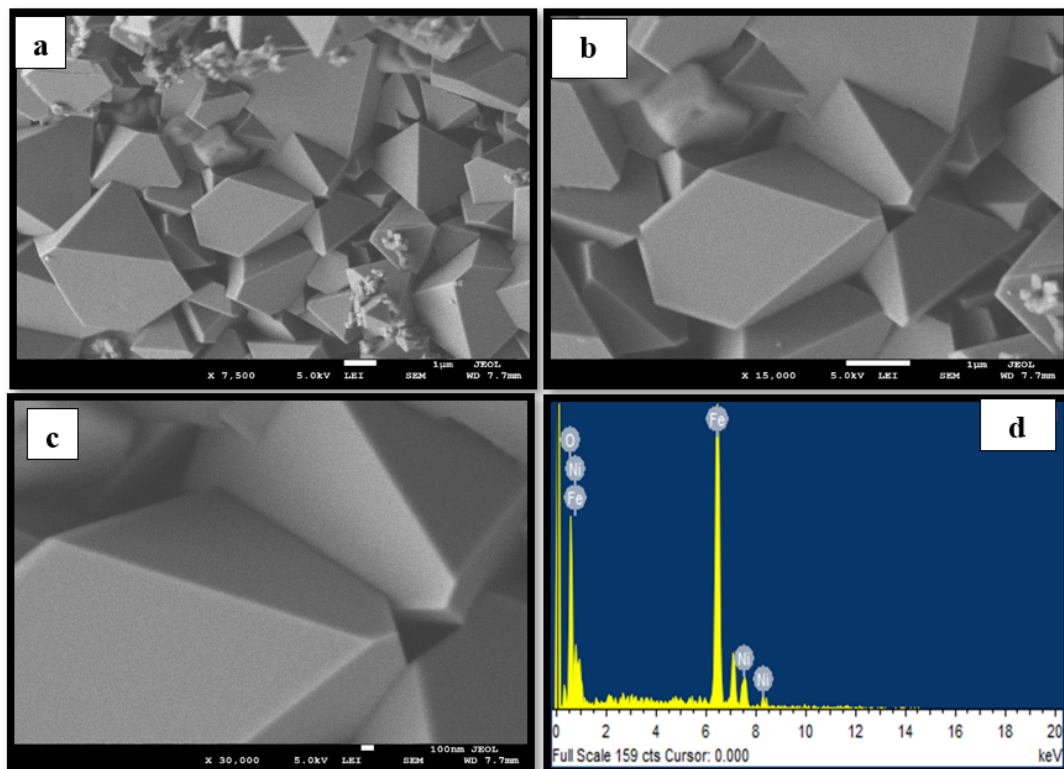 a
1µm JEOL
X 7,500 5.0kV LEI SEM WD 7.7mm
b
1µm JEOL
X 15,000 5.0kV LEI SEM WD 7.7mm
c
100nm JEOL
X 30,000 5.0kV LEI SEM WD 7.7mm
d
Fe
O
Ni
Fe
Ni
Ni
0 2 4 6 8 10 12 14 16 18 20
Full Scale 159 cts Cursor: 0.000 keV